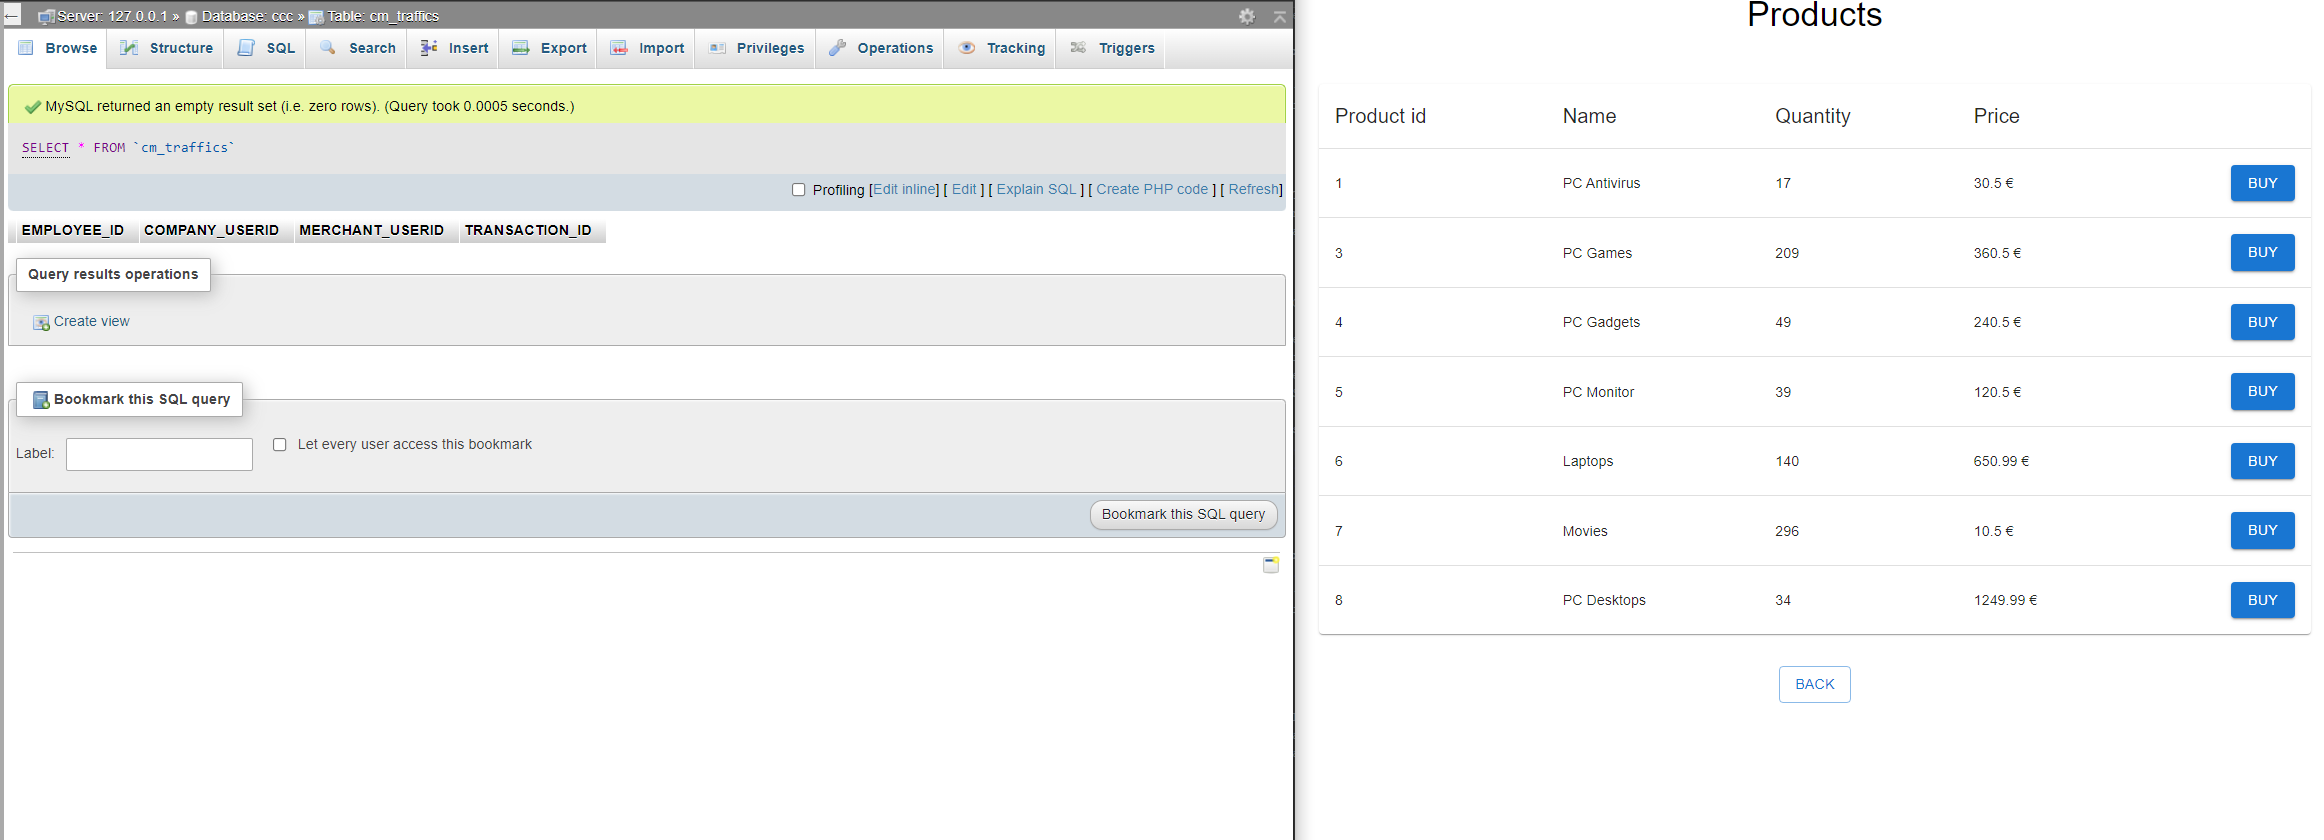 Server: 127.0.0.1 » Database: ccc » Table: cm_traffics
Browse Structure SQL Search Insert Export Import Privileges Operations Tracking Triggers
MySQL returned an empty result set (i.e. zero rows). (Query took 0.0005 seconds.)
SELECT * FROM `cm_traffics`
Profiling [Edit inline] [ Edit ] [ Explain SQL ] [ Create PHP code ] [ Refresh]
EMPLOYEE_ID COMPANY_USERID MERCHANT_USERID TRANSACTION_ID
Query results operations
Create view
Bookmark this SQL query
Label:
Let every user access this bookmark
Bookmark this SQL query
Products
Product id Name Quantity Price
1 PC Antivirus 17 30.5 € BUY
3 PC Games 209 360.5 € BUY
4 PC Gadgets 49 240.5 € BUY
5 PC Monitor 39 120.5 € BUY
6 Laptops 140 650.99 € BUY
7 Movies 296 10.5 € BUY
8 PC Desktops 34 1249.99 € BUY
BACK